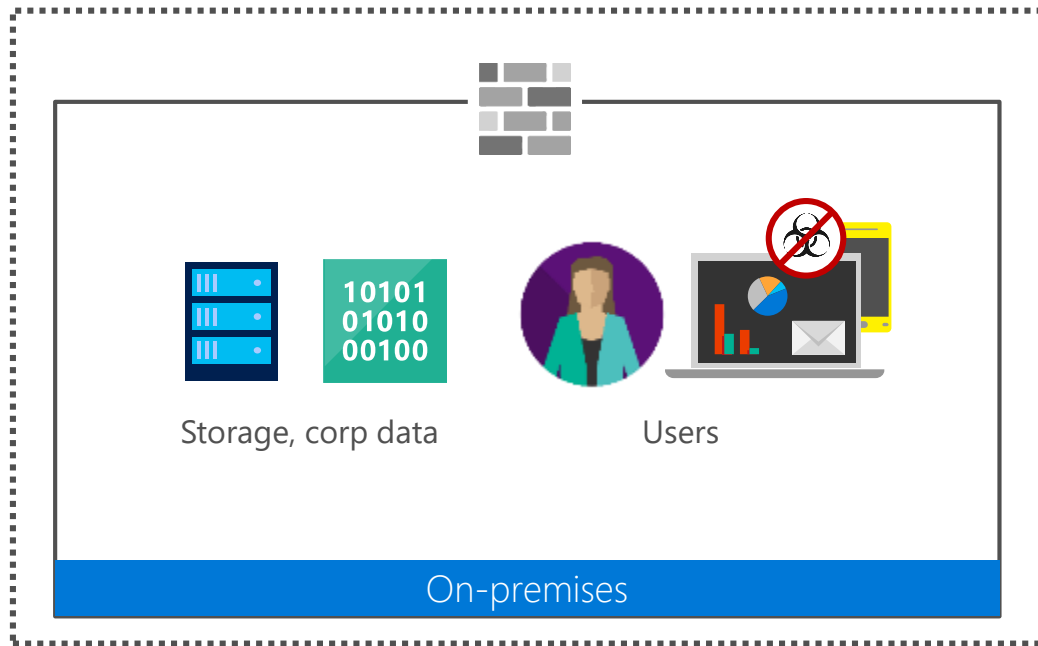 10101
01010
00100
Storage, corp data
Users
On-premises